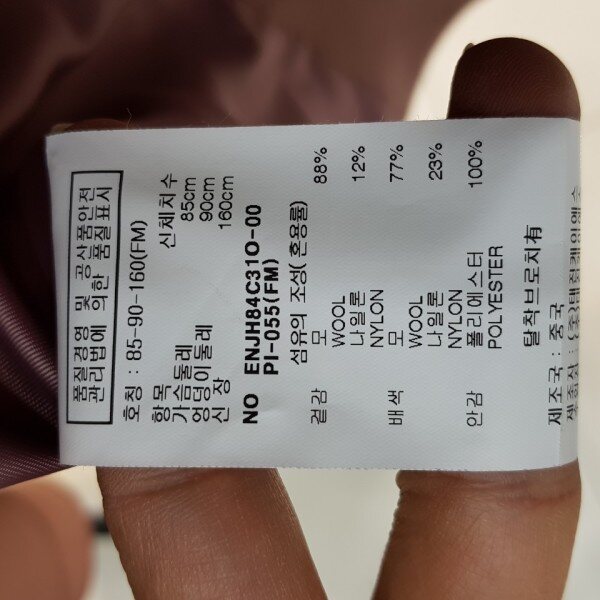 품질경영 및 공산품안전
관리법에 의한 품질표시
호칭 : 85-90-160(FM)
항목 신체치수
가슴둘레 85cm
엉덩이둘레 90cm
신장 160cm
NO ENJH84C310-00
PI-055(FM)
섬유의 조성(혼용률)
겉감 모 88%
WOOL
나일론 12%
NYLON
배색 모 77%
WOOL
나일론 23%
NYLON
안감 폴리에스터 100%
POLYESTER
탈착브로치有
제조국 : 중국
제조사 :